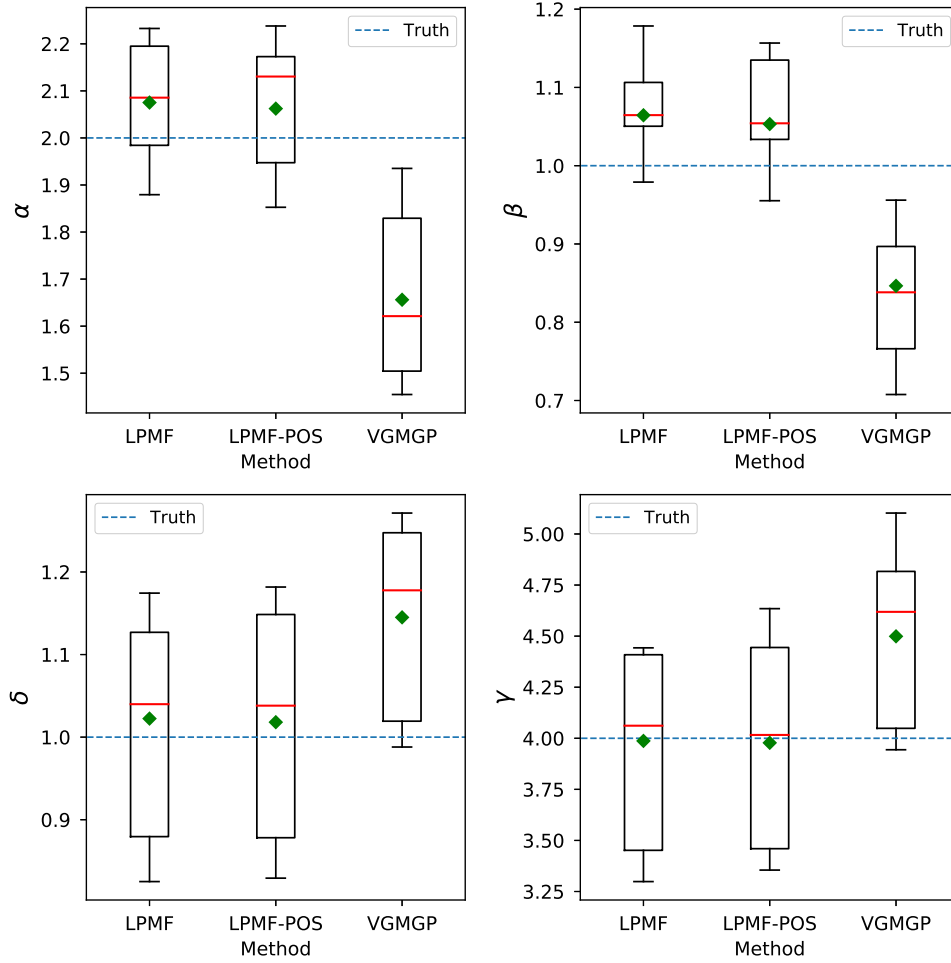 Truth
2.2
2.1
2.0
1.9
1.8
1.7
1.6
1.5
α
LPMF LPMF-POS VGMGP
Method
Truth
1.2
1.1
1.0
0.9
0.8
0.7
β
LPMF LPMF-POS VGMGP
Method
Truth
1.2
1.1
1.0
0.9
δ
LPMF LPMF-POS VGMGP
Method
Truth
5.00
4.75
4.50
4.25
4.00
3.75
3.50
3.25
γ
LPMF LPMF-POS VGMGP
Method